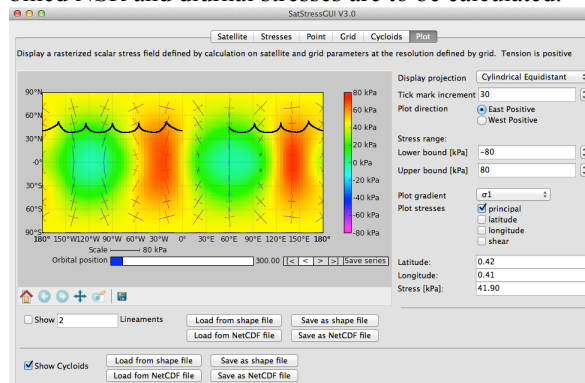 SatStressGUI V3.0
Satellite Stresses Point Grid Cycloids Plot
Display a rasterized scalar stress field defined by calculation on satellite and grid parameters at the resolution defined by grid. Tension is positive
Display projection Cylindrical Equidistant
Tick mark increment 30
Plot direction East Positive
West Positive
Stress range:
Lower bound [kPa] -80
Upper bound [kPa] 80
Plot gradient σ1
Plot stresses principal
latitude
longitude
shear
Latitude: 0.42
Longitude: 0.41
Stress [kPa]: 41.90
90°N
60°N
30°N
-0°
30°S
60°S
90°S
180° 150°W120°W 90°W 60°W 30°W 0° 30°E 60°E 90°E 120°E 150°E 180°
80 kPa
60 kPa
40 kPa
20 kPa
0 kPa
-20 kPa
-40 kPa
-60 kPa
-80 kPa
Scale 80 kPa
Orbital position 300.00 |< < > >| Save series
Show 2 Lineaments
Load from shape file Save as shape file
Load fom NetCDF file Save as NetCDF file
Show Cycloids
Load from shape file Save as shape file
Load fom NetCDF file Save as NetCDF file